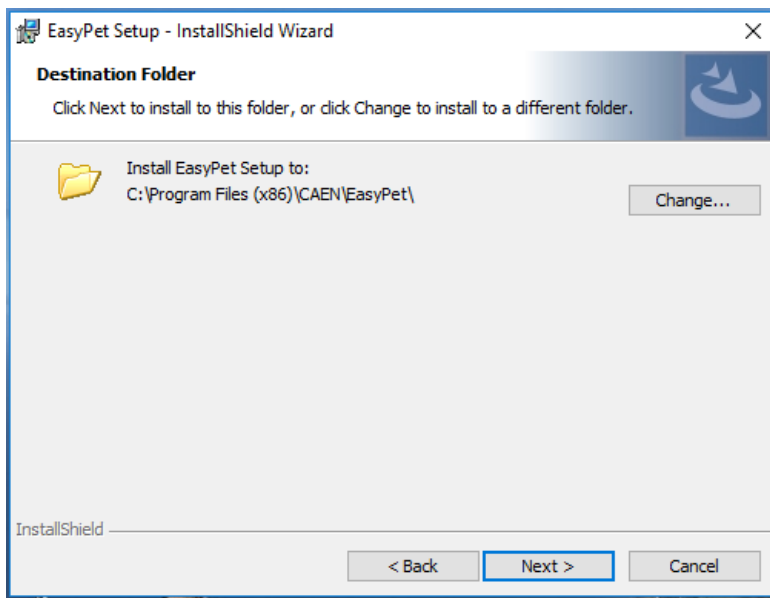 EasyPet Setup - InstallShield Wizard
Destination Folder
Click Next to install to this folder, or click Change to install to a different folder.
Install EasyPet Setup to:
C:\Program Files (x86)\CAEN\EasyPet\
Change...
InstallShield
< Back
Next >
Cancel